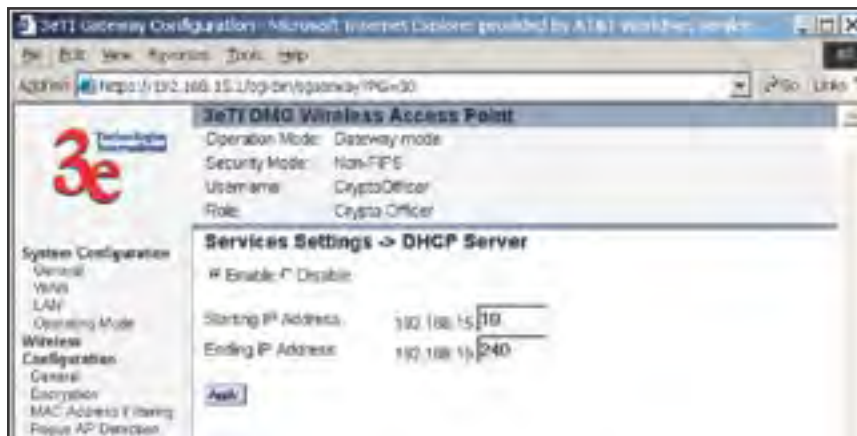 3eTI Gateway Configuration - Microsoft Internet Explorer provided by AT&T WorldNet Service
File Edit View Favorites Tools Help
Address https://192.168.15.1/cgi-bin/sgateway?PG=30 Go Links
3e
Technologies
International
3eTI DMG Wireless Access Point
Operation Mode: Gateway mode
Security Mode: Non-FIPS
Username: CryptoOfficer
Role: Crypto Officer
System Configuration
General
WAN
LAN
Operating Mode
Wireless
Configuration
General
Encryption
MAC Address Filtering
Rogue AP Detection
Services Settings -> DHCP Server
Enable Disable
Starting IP Address: 192.168.15.10
Ending IP Address: 192.168.15.240
Apply